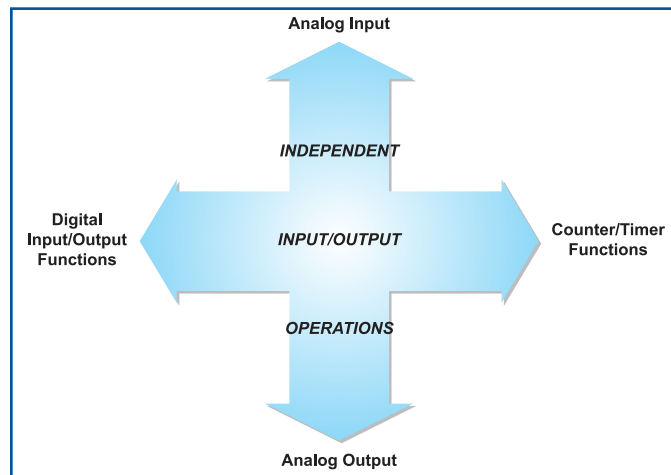 Analog Input
INDEPENDENT
Digital
Input/Output
Functions
INPUT/OUTPUT
Counter/Timer
Functions
OPERATIONS
Analog Output